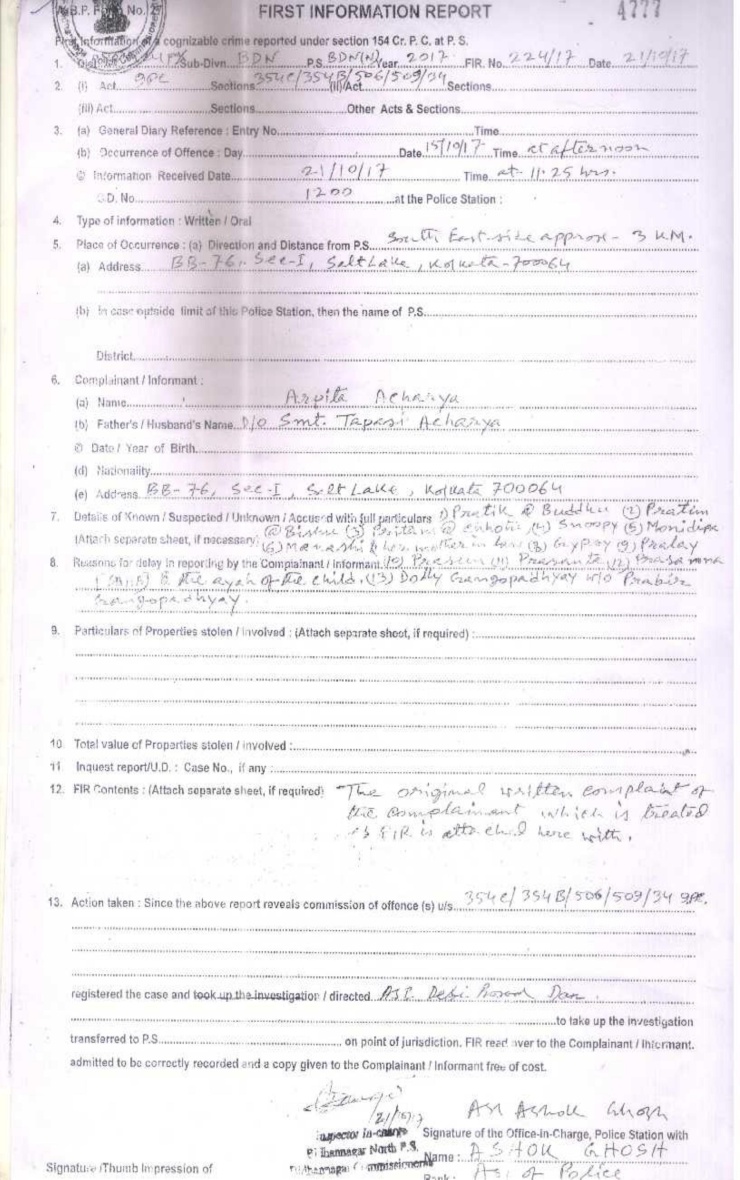 FIRST INFORMATION REPORT 4777
First Information of a cognizable crime reported under section 154 Cr. P. C. at P. S.
1. Sub-Divn. BDN P.S. BDN(N) Year 2017 FIR. No. 224/17 Date 21/10/17
2. (i) Act IPC Sections 354C/354B/506/509/34 (ii) Act Sections
(iii) Act Sections Other Acts & Sections
3. (a) General Diary Reference : Entry No. Time
(b) Occurrence of Offence : Day Date 15/10/17 Time at afternoon
© Information Received Date 21/10/17 Time at 11.25 hrs.
G.D. No. 1200 at the Police Station :
4. Type of information : Written / Oral
5. Place of Occurrence : (a) Direction and Distance from P.S. South East side approx - 3 KM.
(a) Address BB-76, Sec-I, Salt Lake, Kolkata-700064
(b) In case outside limit of this Police Station, then the name of P.S.
District
6. Complainant / Informant :
(a) Name Arpita Acharya
(b) Father's / Husband's Name D/O Smt. Tapasi Acharya
© Date / Year of Birth
(d) Nationality
(e) Address BB-76, Sec-I, Salt Lake, Kolkata 700064
7. Details of Known / Suspected / Unknown / Accused with full particulars 1) Pratik @ Buddhu (2) Pratim
(Attach separate sheet, if necessary) (3) @ (4) Snoopy (5) Monidipa
(6) & her mother in law (8) Gypsy (9) Pralay
8. Reasons for delay in reporting by the Complainant / Informant (10) Prasun (11) Prasanta (12)
& the ayah of the child. (13) Dolly Gangopadhyay W/O Prabir
Gangopadhyay.
9. Particulars of Properties stolen / involved : (Attach separate sheet, if required) :
10. Total value of Properties stolen / involved :
11. Inquest report/U.D. : Case No., if any :
12. FIR Contents : (Attach separate sheet, if required) The original written complaint of
the complainant which is treated
as FIR is attached here with.
13. Action taken : Since the above report reveals commission of offence (s) u/s 354C/354B/506/509/34 IPC.
registered the case and took up the investigation / directed Debi Prosad Dan.
to take up the investigation
transferred to P.S. on point of jurisdiction. FIR read over to the Complainant / Informant.
admitted to be correctly recorded and a copy given to the Complainant / Informant free of cost.
21/10/17 ASI Ashok Ghosh
Inspector in-charge Signature of the Office-in-Charge, Police Station with
Bidhannagar North P.S. Name : ASHOK GHOSH
Bidhannagar Commissionerate
Signature /Thumb Impression of Rank : ASI of Police